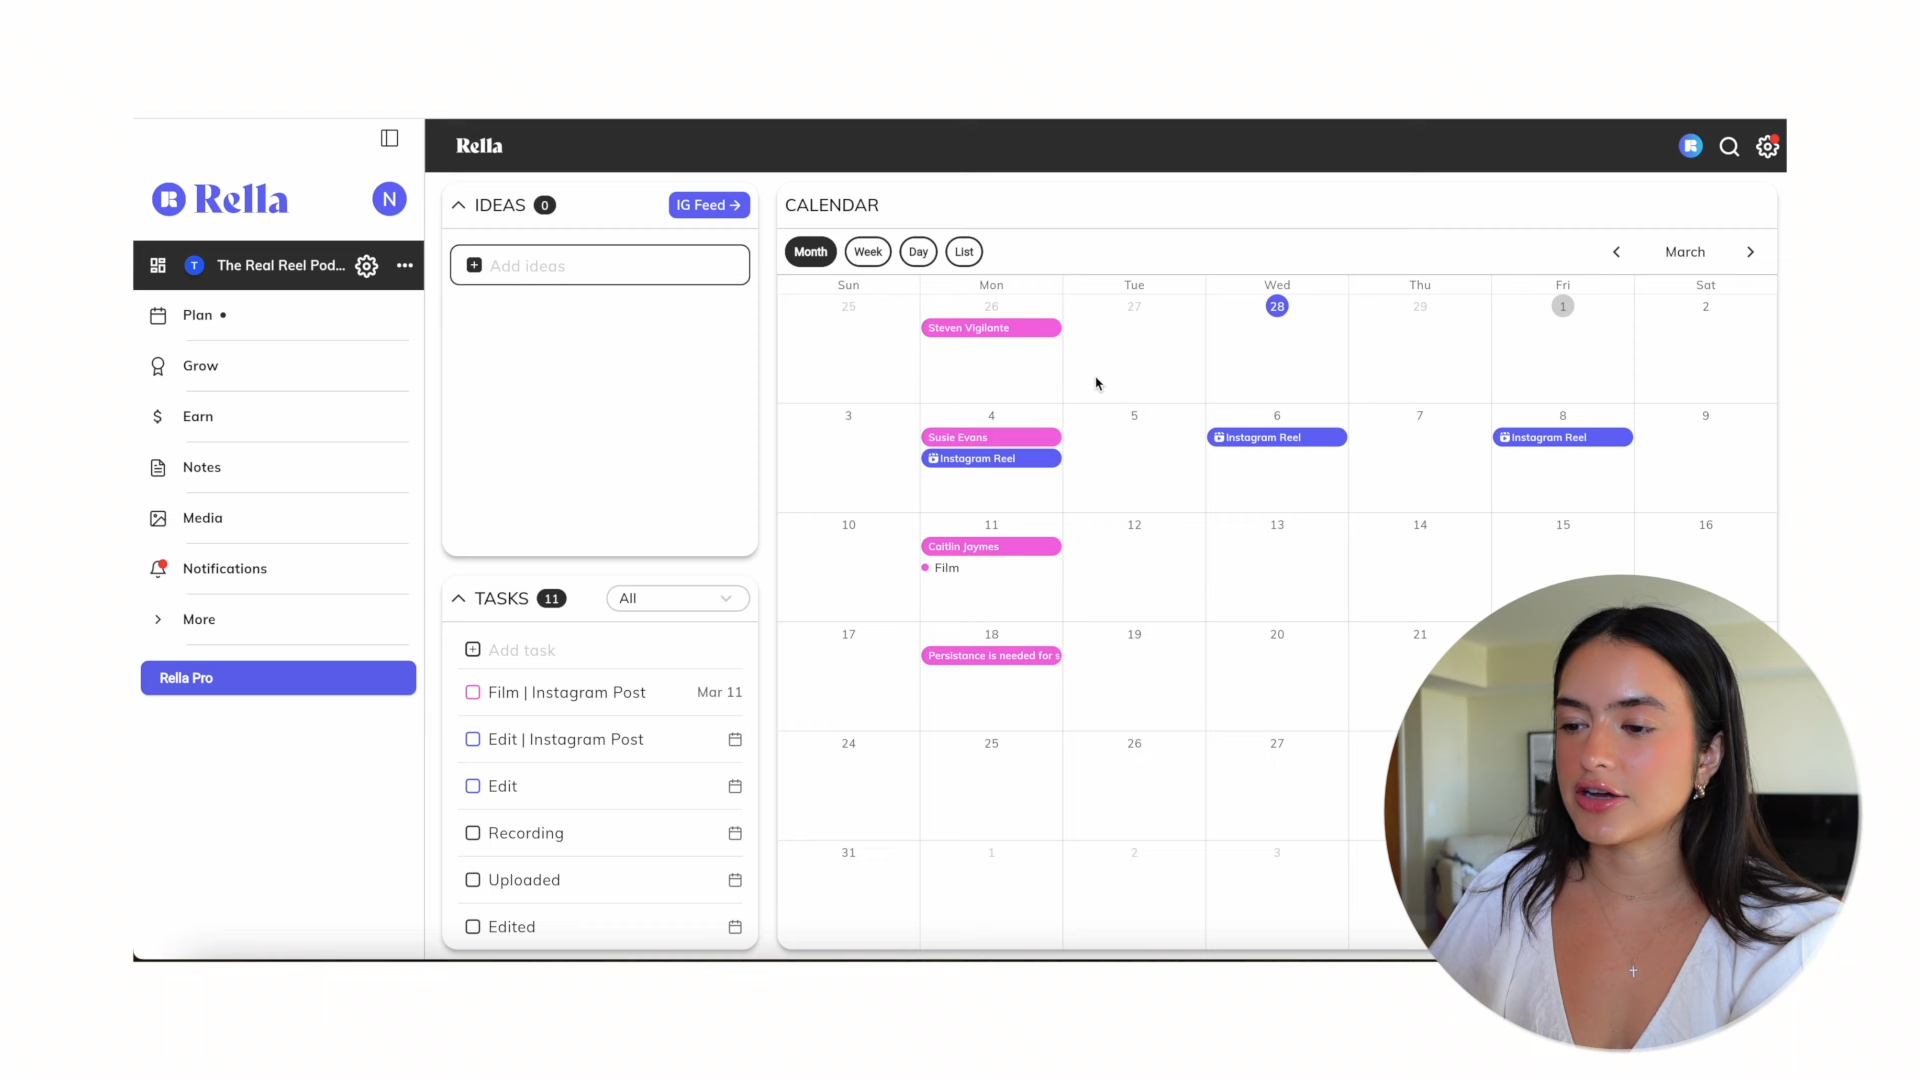 Rella
Rella
N
T
The Real Reel Pod...
Plan
Grow
Earn
Notes
Media
Notifications
More
Rella Pro
IDEAS 0
IG Feed →
Add ideas
TASKS 11
All
Add task
Film | Instagram Post Mar 11
Edit | Instagram Post
Edit
Recording
Uploaded
Edited
CALENDAR
Month Week Day List
March
Sun Mon Tue Wed Thu Fri Sat
25 26 27 28 29 1 2
Steven Vigilante
3 4 5 6 7 8 9
Susie Evans Instagram Reel Instagram Reel
Instagram Reel
10 11 12 13 14 15 16
Caitlin Jaymes
Film
17 18 19 20 21
Persistance is needed for s
24 25 26 27
31 1 2 3